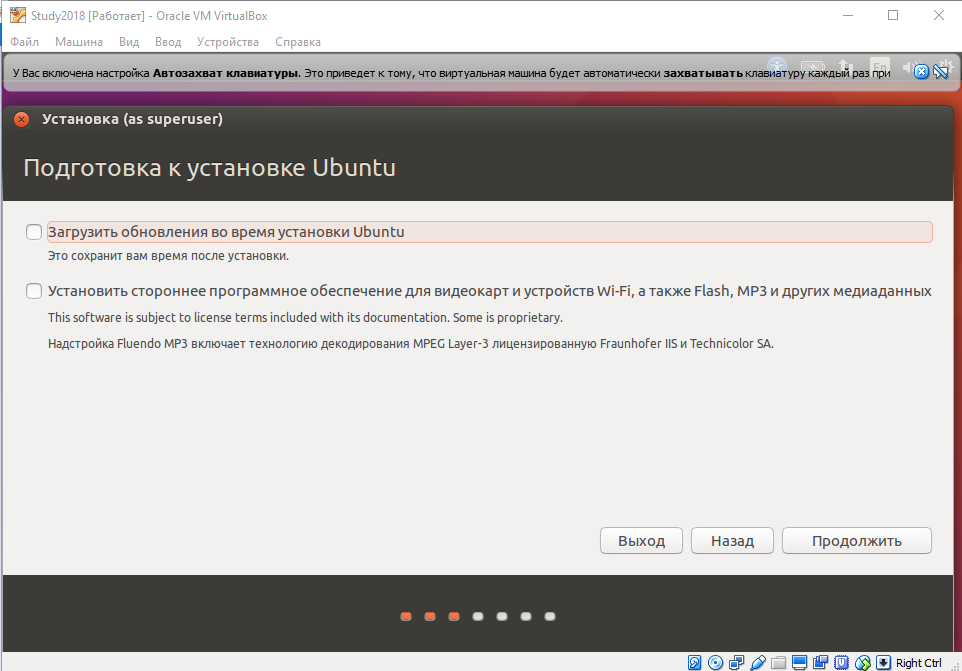 Study2018 [Работает] - Oracle VM VirtualBox
Файл Машина Вид Ввод Устройства Справка
У Вас включена настройка Автозахват клавиатуры. Это приведет к тому, что виртуальная машина будет автоматически захватывать клавиатуру каждый раз при
Установка (as superuser)
Подготовка к установке Ubuntu
Загрузить обновления во время установки Ubuntu
Это сохранит вам время после установки.
Установить стороннее программное обеспечение для видеокарт и устройств Wi-Fi, а также Flash, MP3 и других медиаданных
This software is subject to license terms included with its documentation. Some is proprietary.
Надстройка Fluendo MP3 включает технологию декодирования MPEG Layer-3 лицензированную Fraunhofer IIS и Technicolor SA.
Выход Назад Продолжить
Right Ctrl